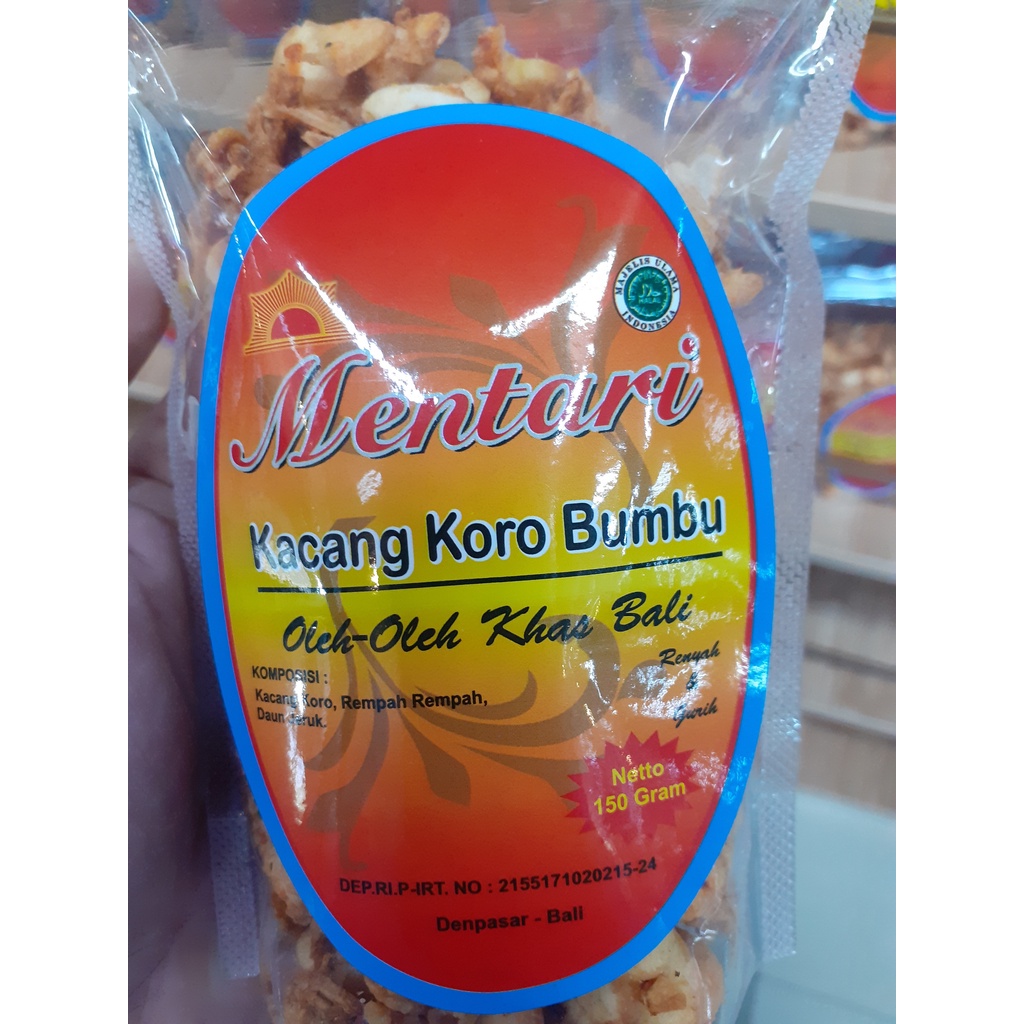 MAJELIS ULAMA
HALAL
INDONESIA
Mentari
Kacang Koro Bumbu
Oleh-Oleh Khas Bali
Renyah
&
Gurih
KOMPOSISI :
Kacang Koro, Rempah Rempah,
Daun Jeruk.
Netto
150 Gram
DEP.RI.P-IRT. NO : 2155171020215-24
Denpasar - Bali